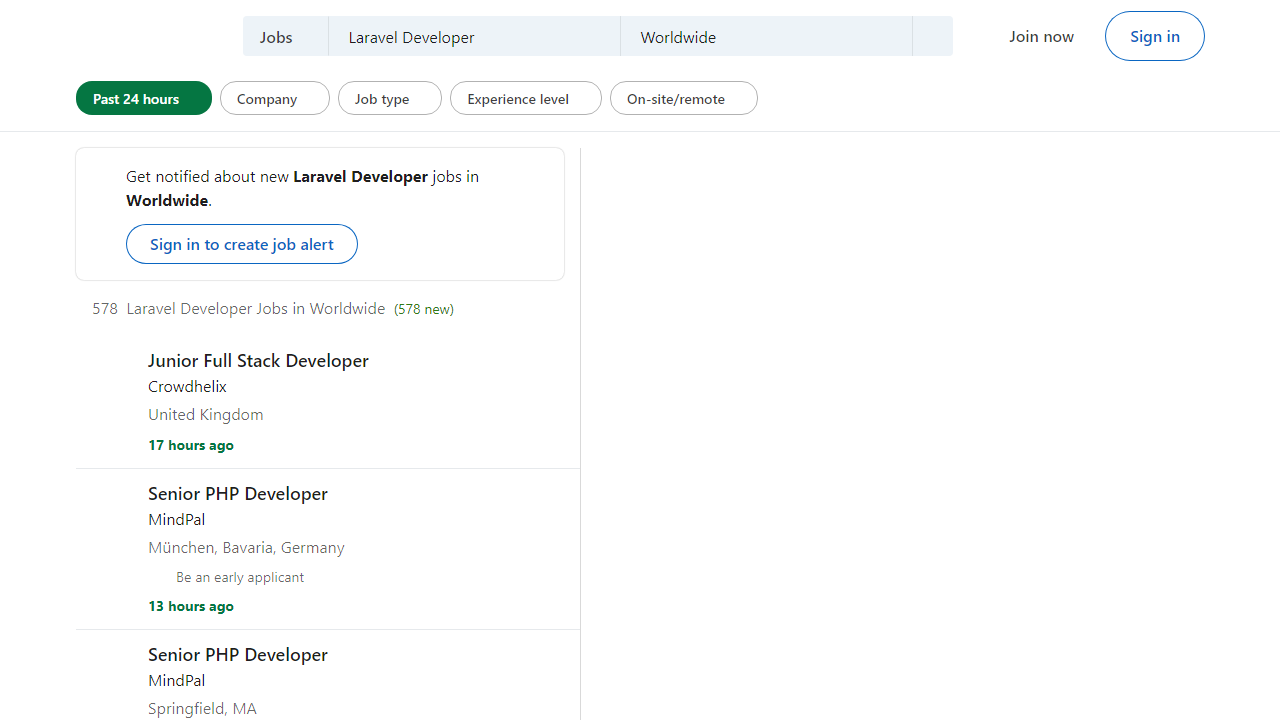 Jobs
Laravel Developer
Worldwide
Join now
Sign in
Past 24 hours
Company
Job type
Experience level
On-site/remote
Get notified about new Laravel Developer jobs in
Worldwide.
Sign in to create job alert
578 Laravel Developer Jobs in Worldwide (578 new)
Junior Full Stack Developer
Crowdhelix
United Kingdom
17 hours ago
Senior PHP Developer
MindPal
München, Bavaria, Germany
Be an early applicant
13 hours ago
Senior PHP Developer
MindPal
Springfield, MA